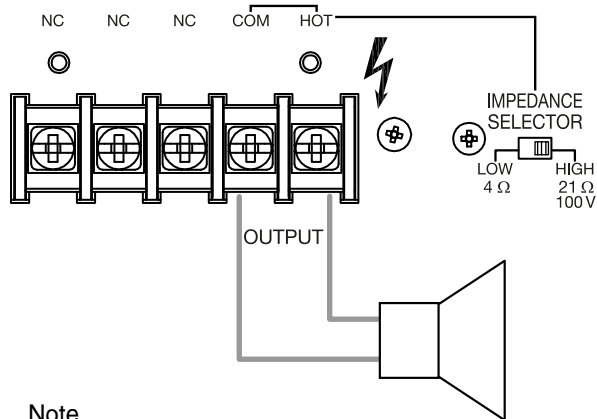 NC NC NC COM HOT
IMPEDANCE
SELECTOR
LOW HIGH
4 Ω 21 Ω
100 V
OUTPUT
Note